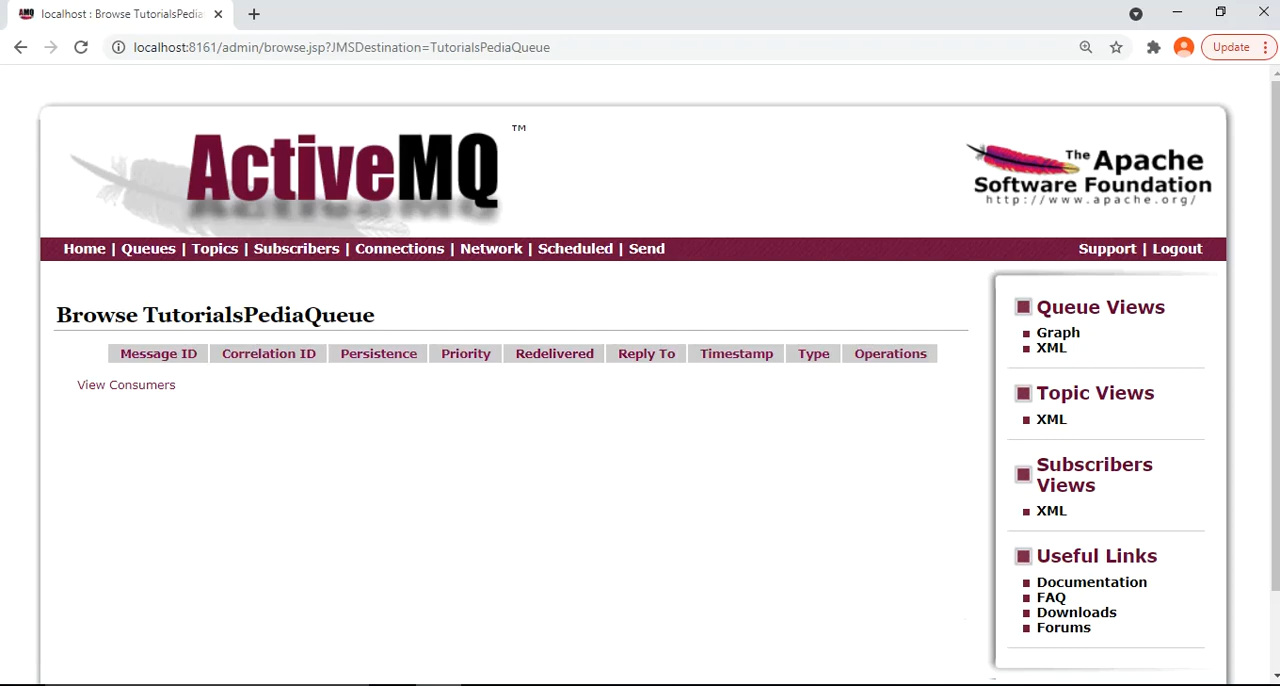 localhost : Browse TutorialsPedia
localhost:8161/admin/browse.jsp?JMSDestination=TutorialsPediaQueue
Update
ActiveMQ ™
The Apache
Software Foundation
http://www.apache.org/
Home | Queues | Topics | Subscribers | Connections | Network | Scheduled | Send
Support | Logout
Browse TutorialsPediaQueue
Message ID Correlation ID Persistence Priority Redelivered Reply To Timestamp Type Operations
View Consumers
Queue Views
Graph
XML
Topic Views
XML
Subscribers
Views
XML
Useful Links
Documentation
FAQ
Downloads
Forums